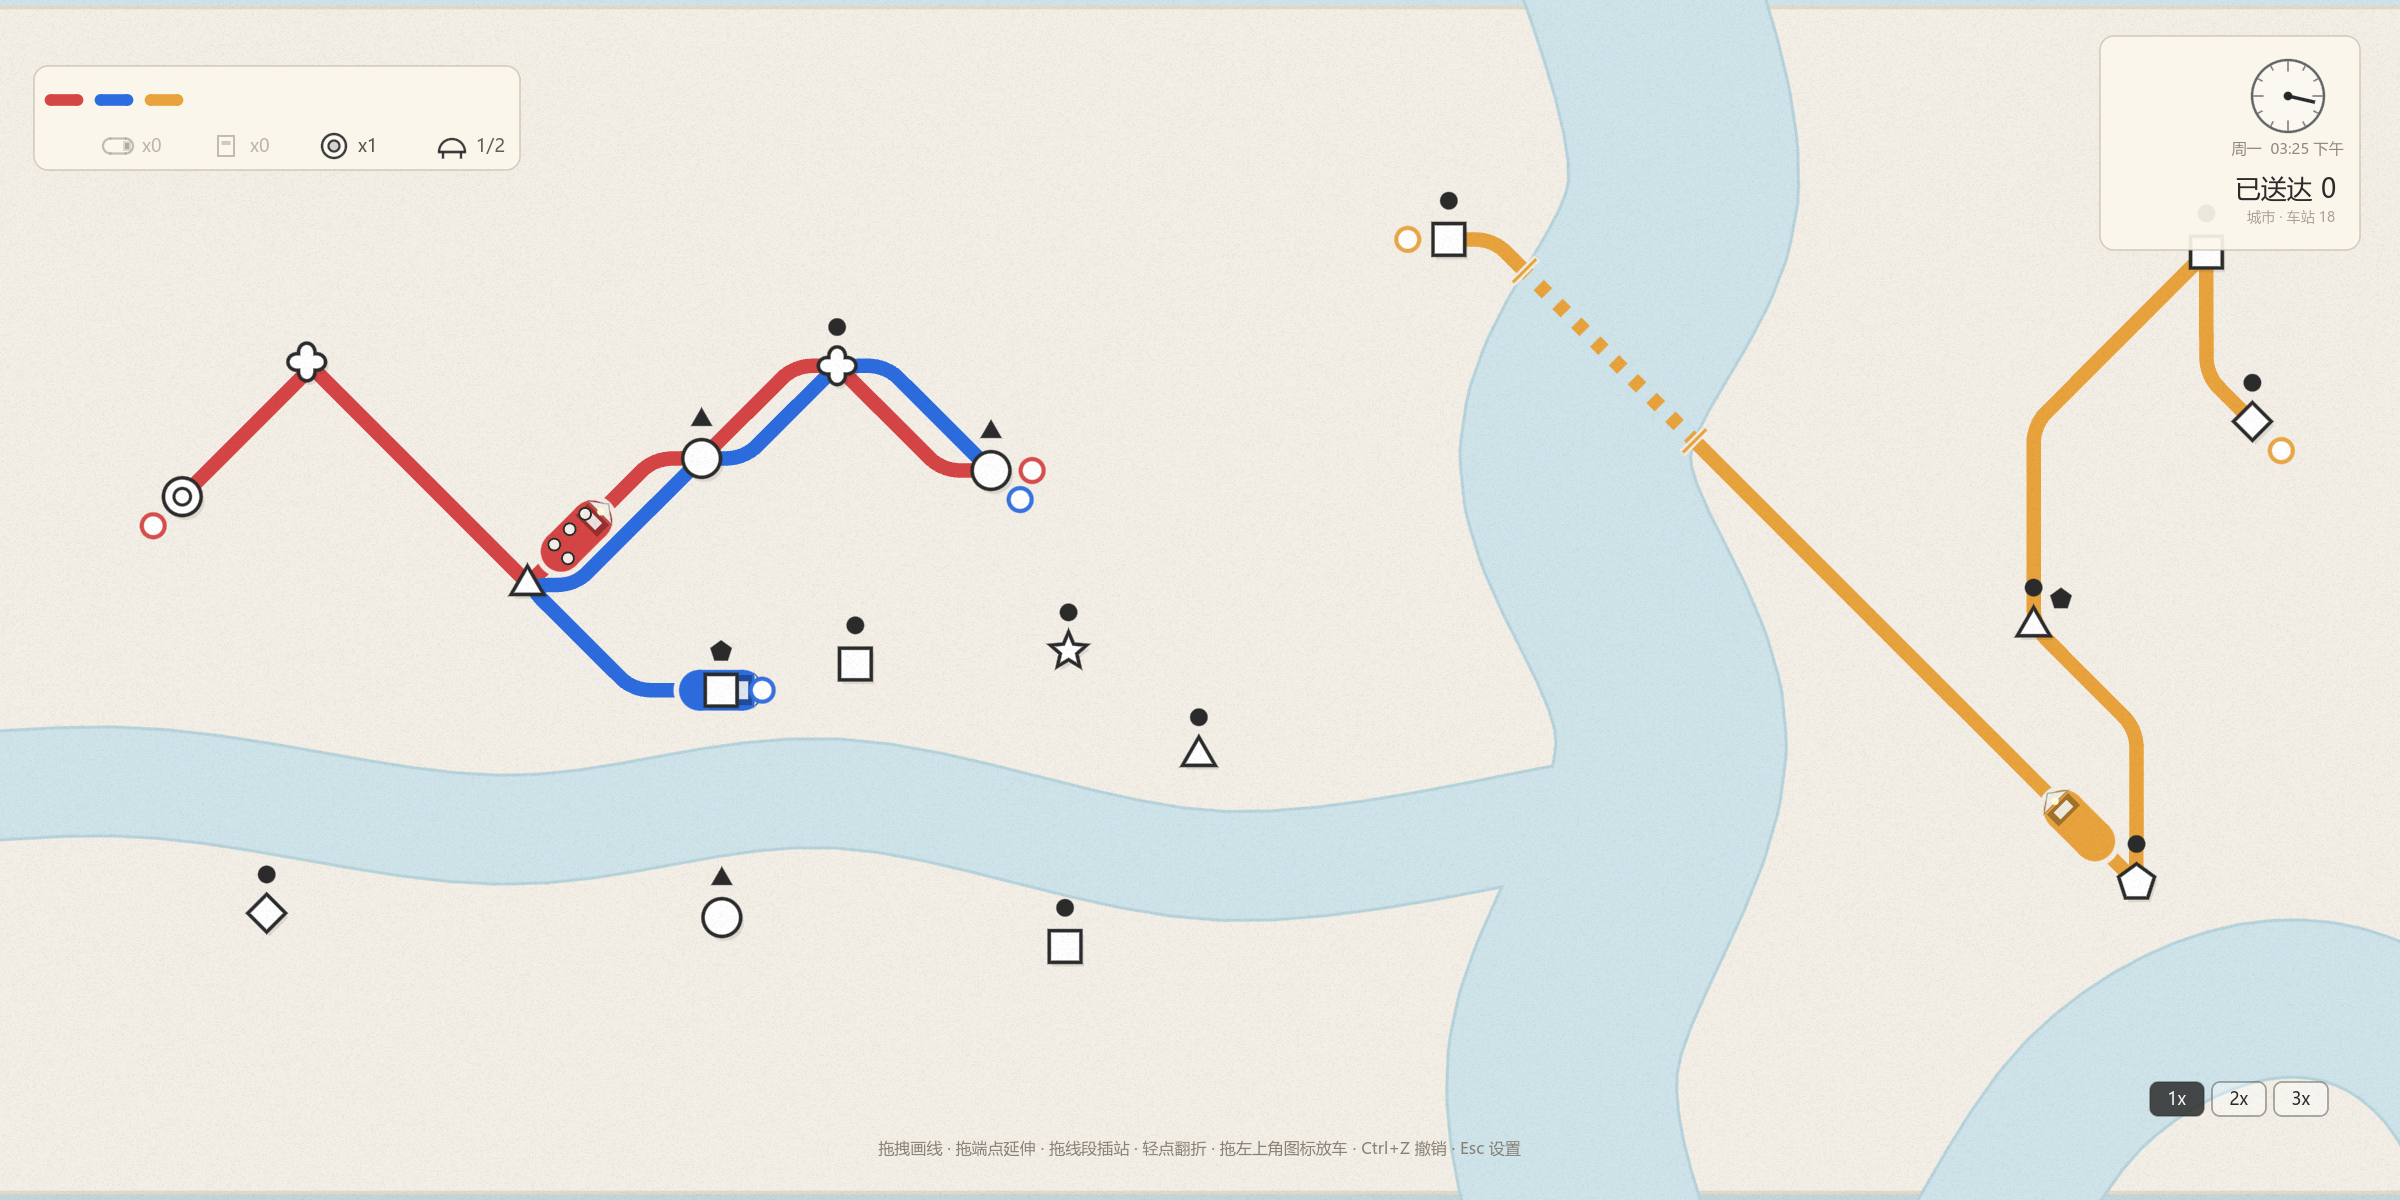 x0
x0
x1
1/2
周一 03:25 下午
已送达 0
城市 · 车站 18
1x
2x
3x
拖拽画线 · 拖端点延伸 · 拖线段插站 · 轻点翻折 · 拖左上角图标放车 · Ctrl+Z 撤销 · Esc 设置